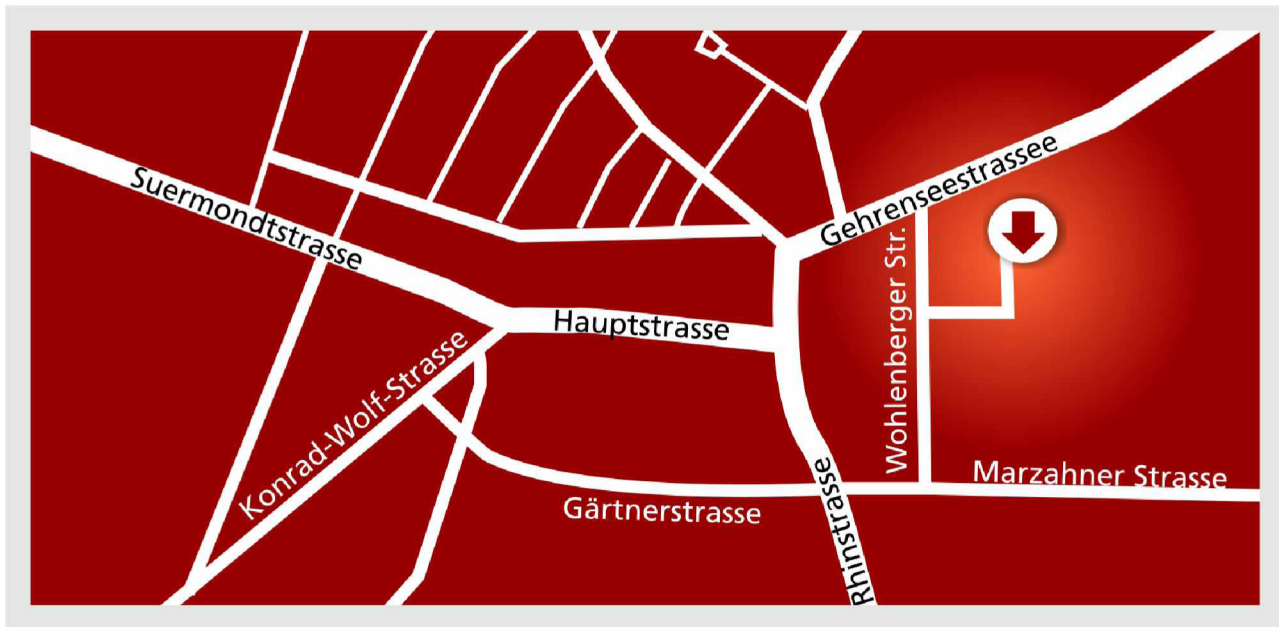 Suermondtstrasse
Gehrenseestrassee
Wohlenberger Str.
Hauptstrasse
Konrad-Wolf-Strasse
Marzahner Strasse
Gärtnerstrasse
Rhinstrasse